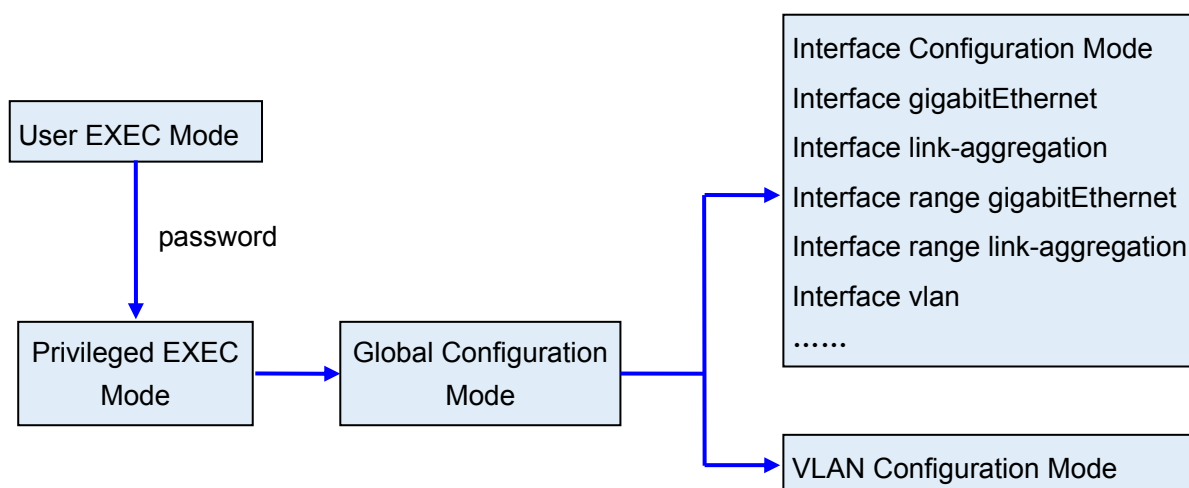 User EXEC Mode
password
Privileged EXEC
Mode
Global Configuration
Mode
Interface Configuration Mode
Interface gigabitEthernet
Interface link-aggregation
Interface range gigabitEthernet
Interface range link-aggregation
Interface vlan
……
VLAN Configuration Mode